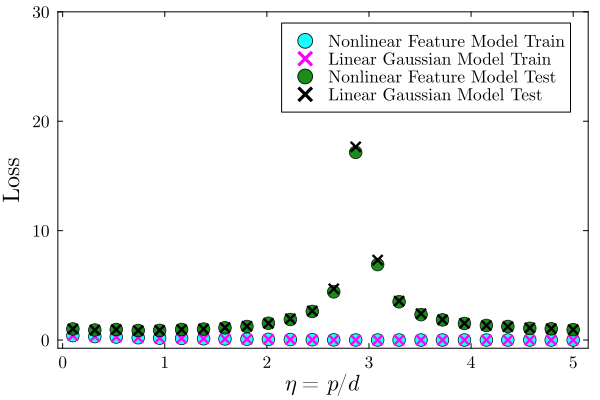 30
20
10
0
Loss
Nonlinear Feature Model Train
Linear Gaussian Model Train
Nonlinear Feature Model Test
Linear Gaussian Model Test
0 1 2 3 4 5
η = p/d